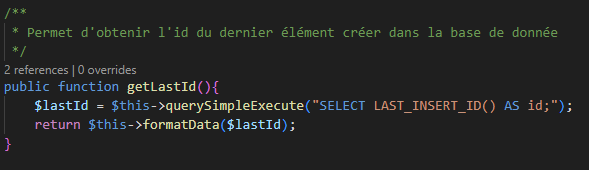 /**
 * Permet d'obtenir l'id du dernier élément créer dans la base de donnée
 */
2 references | 0 overrides
public function getLastId(){
    $lastId = $this->querySimpleExecute("SELECT LAST_INSERT_ID() AS id;");
    return $this->formatData($lastId);
}